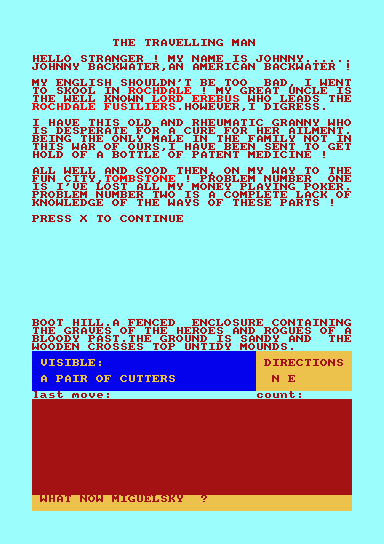 THE TRAVELLING MAN
HELLO STRANGER ! MY NAME IS JOHNNY......
JOHNNY BACKWATER,AN AMERICAN BACKWATER !
MY ENGLISH SHOULDN'T BE TOO BAD, I WENT
TO SKOOL IN ROCHDALE ! MY GREAT UNCLE IS
THE WELL KNOWN LORD EREBUS WHO LEADS THE
ROCHDALE FUSILIERS.HOWEVER,I DIGRESS.
I HAVE THIS OLD AND RHEUMATIC GRANNY WHO
IS DESPERATE FOR A CURE FOR HER AILMENT.
BEING THE ONLY MALE IN THE FAMILY NOT IN
THIS WAR OF OURS,I HAVE BEEN SENT TO GET
HOLD OF A BOTTLE OF PATENT MEDICINE !
ALL WELL AND GOOD THEN, ON MY WAY TO THE
FUN CITY,TOMBSTONE ! PROBLEM NUMBER ONE
IS I'VE LOST ALL MY MONEY PLAYING POKER.
PROBLEM NUMBER TWO IS A COMPLETE LACK OF
KNOWLEDGE OF THE WAYS OF THESE PARTS !
PRESS X TO CONTINUE
BOOT HILL.A FENCED ENCLOSURE CONTAINING
THE GRAVES OF THE HEROES AND ROGUES OF A
BLOODY PAST.THE GROUND IS SANDY AND THE
WOODEN CROSSES TOP UNTIDY MOUNDS.
VISIBLE: DIRECTIONS
A PAIR OF CUTTERS N E
last move: count:
WHAT NOW MIGUELSKY ?